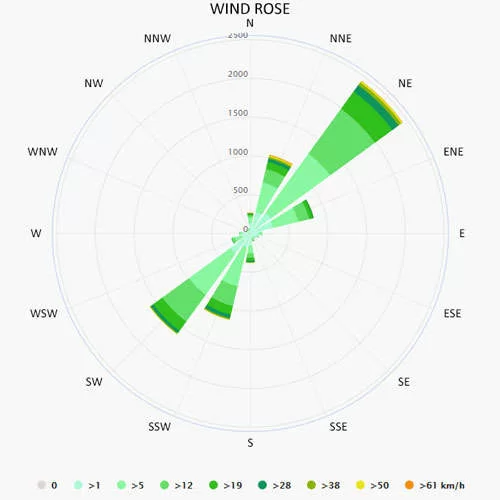 WIND ROSE
N
2500
NNW
NNE
NW
2000
NE
1500
WNW
1000
ENE
500
W
0
E
WSW
ESE
SW
SE
SSW
SSE
S
0 >1 >5 >12 >19 >28 >38 >50 >61 km/h